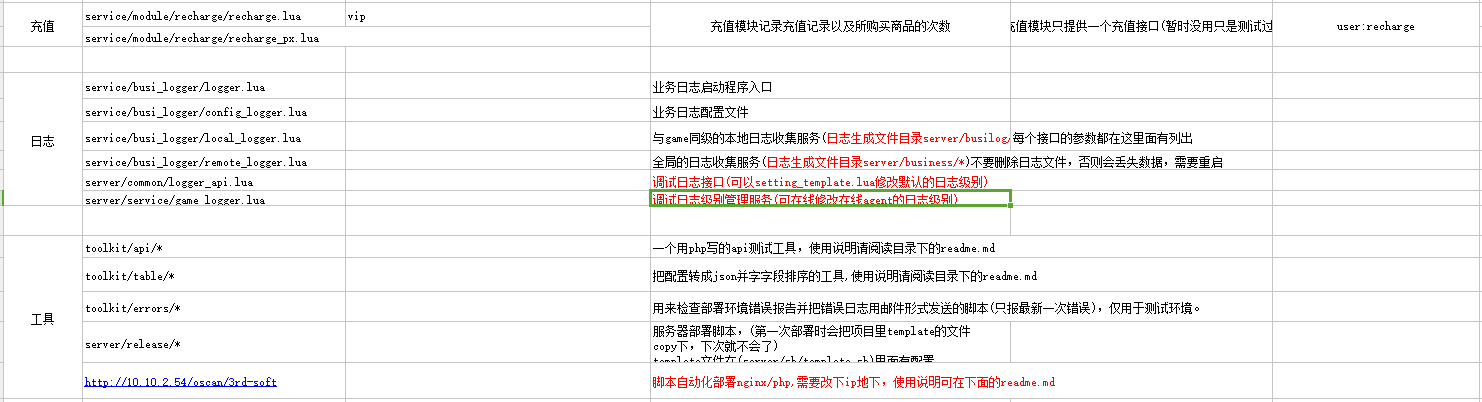 充值
service/module/recharge/recharge.lua
vip
service/module/recharge/recharge_px.lua
充值模块记录充值记录以及所购买商品的次数
充值模块只提供一个充值接口(暂时没用只是测试过
user:recharge
日志
service/busi_logger/logger.lua
业务日志启动程序入口
service/busi_logger/config_logger.lua
业务日志配置文件
service/busi_logger/local_logger.lua
与game同级的本地日志收集服务(日志生成文件目录server/busilog/
每个接口的参数都在这里面有列出
service/busi_logger/remote_logger.lua
全局的日志收集服务(日志生成文件目录server/business/*)不要删除日志文件，否则会丢失数据，需要重启
server/common/logger_api.lua
调试日志接口(可以setting_template.lua修改默认的日志级别)
server/service/game_logger.lua
调试日志级别管理服务(可在线修改在线agent的日志级别)
工具
toolkit/api/*
一个用php写的api测试工具，使用说明请阅读目录下的readme.md
toolkit/table/*
把配置转成json并字字段排序的工具,使用说明请阅读目录下的readme.md
toolkit/errors/*
用来检查部署环境错误报告并把错误日志用邮件形式发送的脚本(只报最新一次错误)，仅用于测试环境。
server/release/*
服务器部署脚本，(第一次部署时会把项目里template的文件
copy下，下次就不会了)
template文件在(server/sh/template.sh)里面有配置
http://10.10.2.54/oscan/3rd-soft
脚本自动化部署nginx/php,需要改下ip地下，使用说明可在下面的readme.md